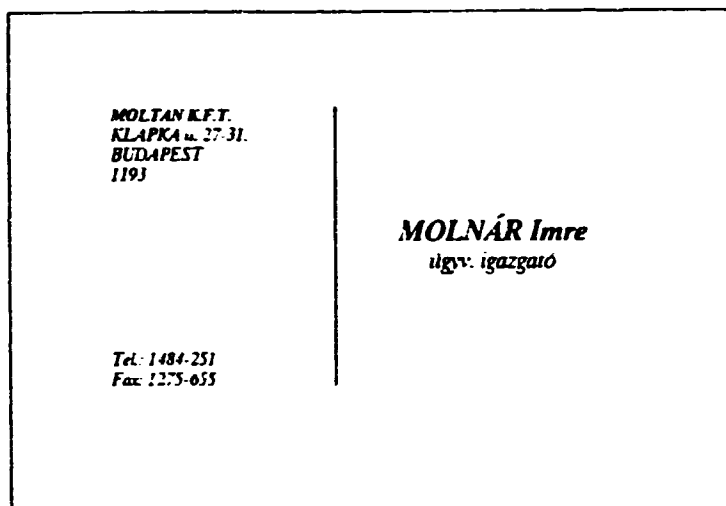 MOLTAN K.F.T.
KLAPKA u. 27-31.
BUDAPEST
1193
MOLNÁR Imre
ügyv. igazgató
Tel.: 1484-251
Fax: 1275-655